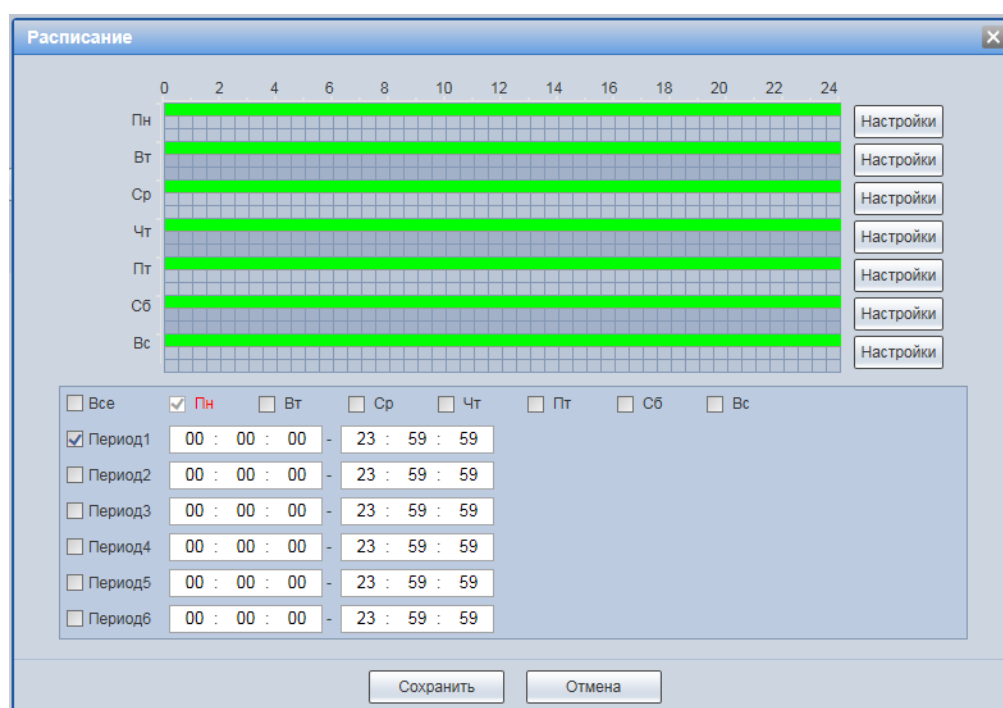 Расписание
0 2 4 6 8 10 12 14 16 18 20 22 24
Пн Настройки
Вт Настройки
Ср Настройки
Чт Настройки
Пт Настройки
Сб Настройки
Вс Настройки
Все Пн Вт Ср Чт Пт Сб Вс
Период1 00 : 00 : 00 - 23 : 59 : 59
Период2 00 : 00 : 00 - 23 : 59 : 59
Период3 00 : 00 : 00 - 23 : 59 : 59
Период4 00 : 00 : 00 - 23 : 59 : 59
Период5 00 : 00 : 00 - 23 : 59 : 59
Период6 00 : 00 : 00 - 23 : 59 : 59
Сохранить Отмена